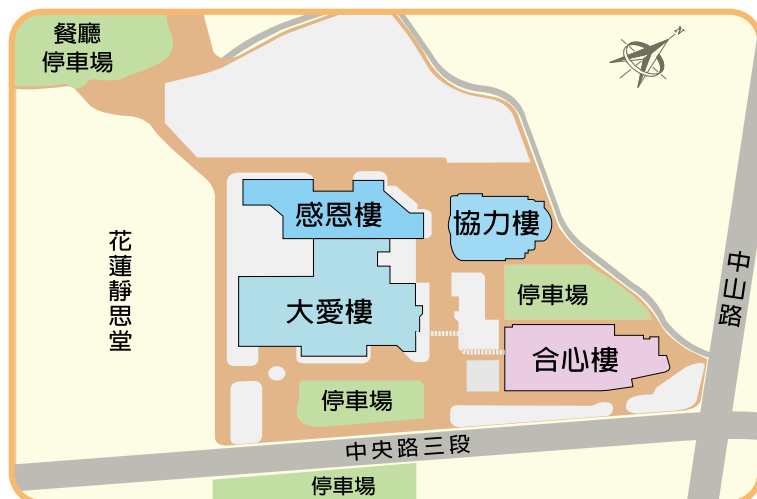 餐廳
停車場
N
感恩樓
協力樓
花蓮靜思堂
中山路
停車場
大愛樓
合心樓
停車場
中央路三段
停車場